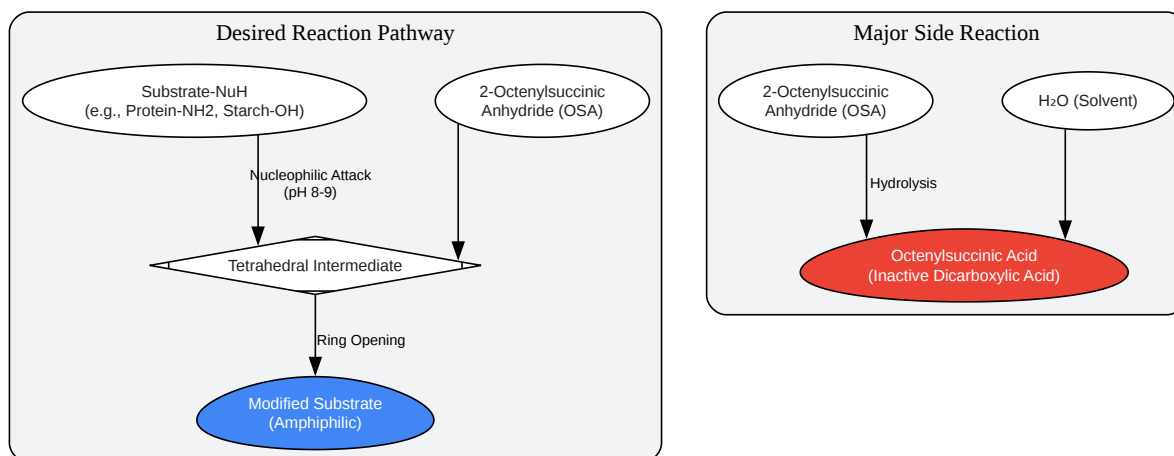 Desired Reaction Pathway
Substrate-NuH
(e.g., Protein-NH2, Starch-OH)
2-Octenylsuccinic
Anhydride (OSA)
Nucleophilic Attack
(pH 8-9)
Tetrahedral Intermediate
Ring Opening
Modified Substrate
(Amphiphilic)
Major Side Reaction
2-Octenylsuccinic
Anhydride (OSA)
H₂O (Solvent)
Hydrolysis
Octenylsuccinic Acid
(Inactive Dicarboxylic Acid)